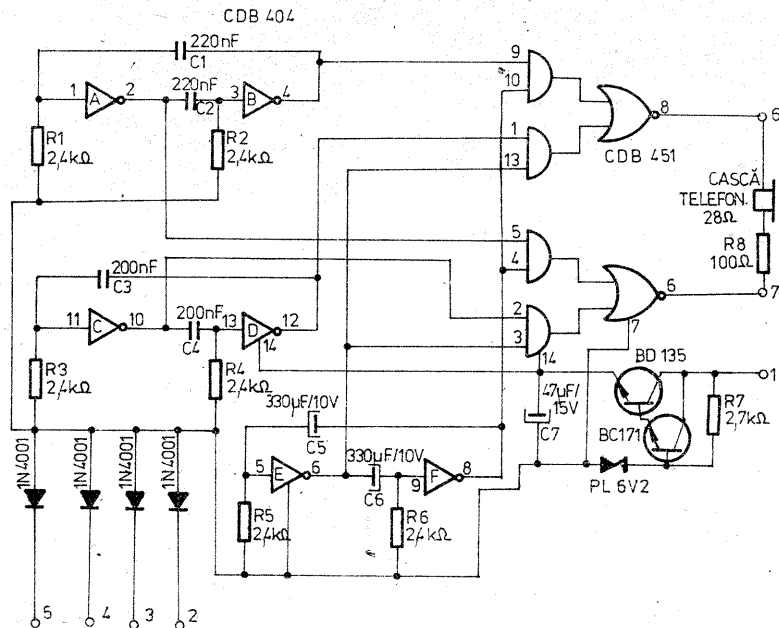 CDB 404
220nF
C1
9
10
1
A
2
220nF
C2
3
B
4
8
6
R1
2,4kΩ
R2
2,4kΩ
1
13
CDB 451
CASCĂ
TELEFON.
28Ω
R8
100Ω
5
4
6
7
200nF
C3
2
3
7
11
C
10
200nF
C4
13
D
12
14
14
R3
2,4kΩ
R4
2,4kΩ
BD 135
1
47µF/
15V
C7
BC171
R7
2,7kΩ
330µF/10V
C5
330µF/10V
C6
PL 6V2
1N4001
1N4001
1N4001
1N4001
5
E
6
9
F
8
R5
2,4kΩ
R6
2,4kΩ
5
4
3
2